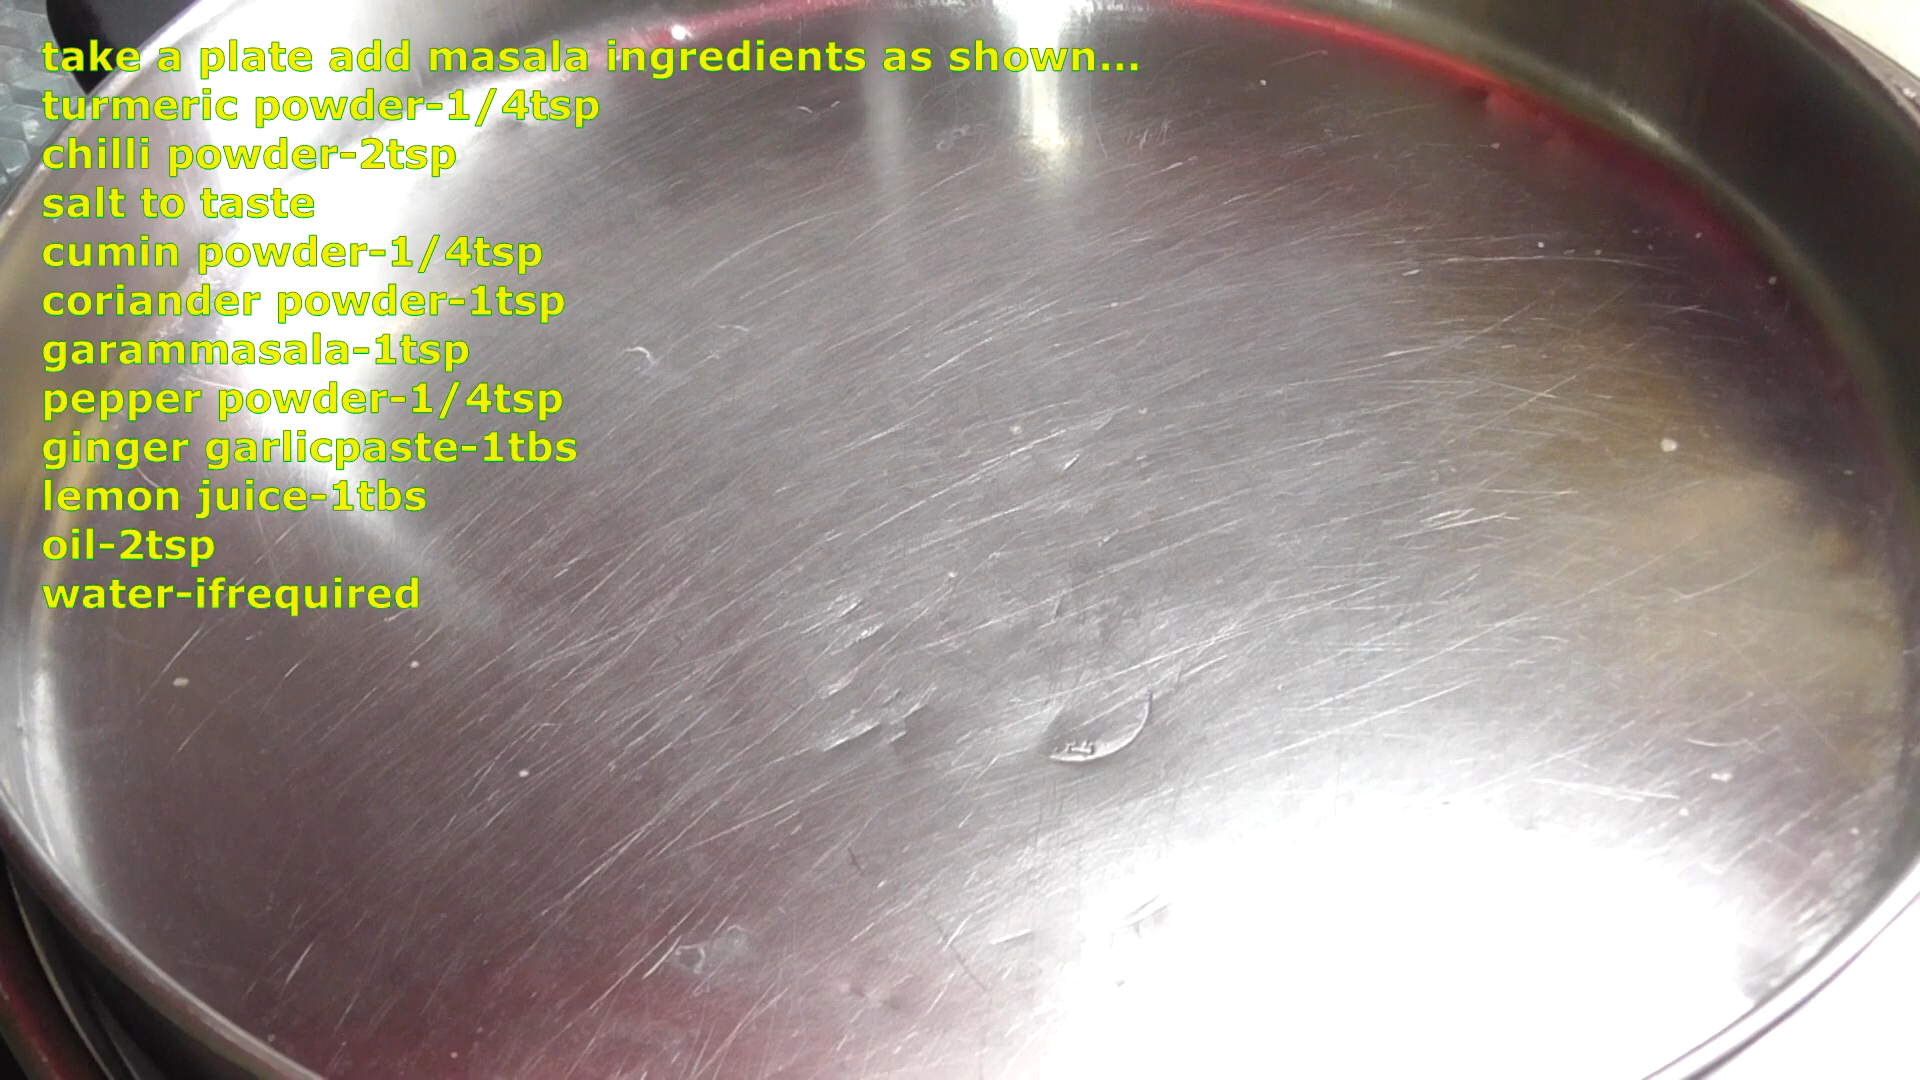 take a plate add masala ingredients as shown...
turmeric powder-1/4tsp
chilli powder-2tsp
salt to taste
cumin powder-1/4tsp
coriander powder-1tsp
garammasala-1tsp
pepper powder-1/4tsp
ginger garlicpaste-1tbs
lemon juice-1tbs
oil-2tsp
water-ifrequired